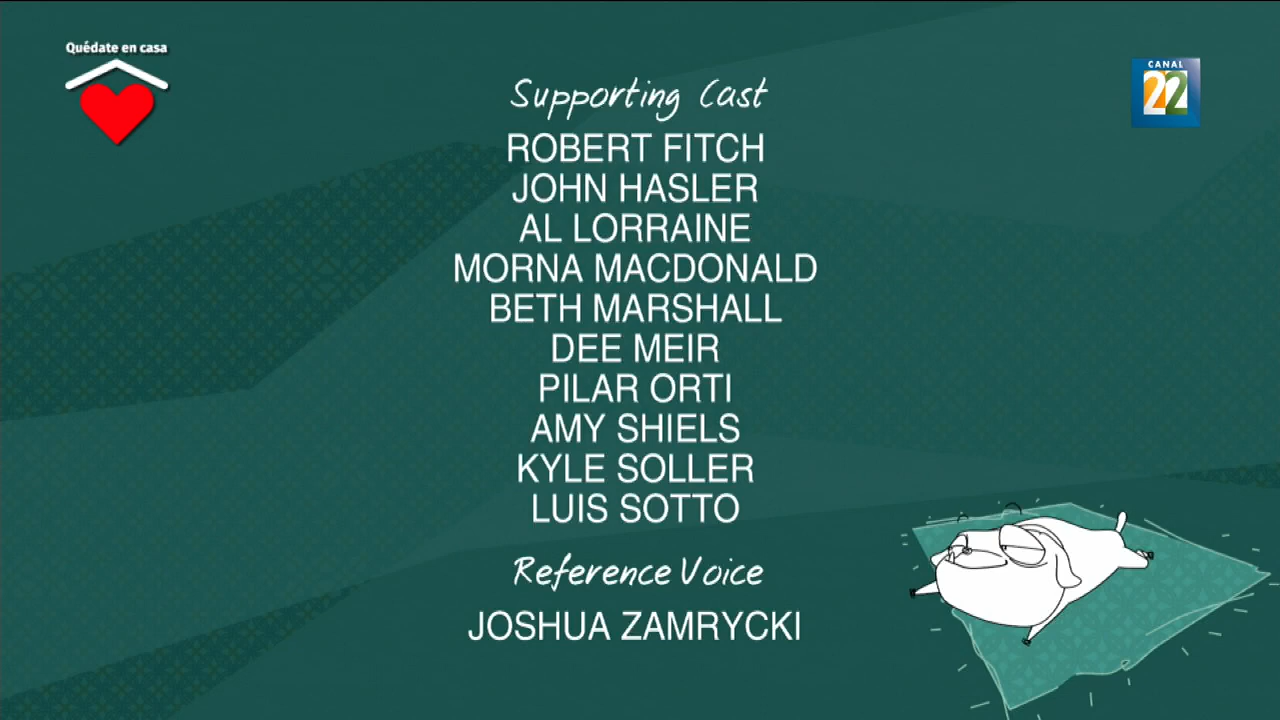 Quédate en casa
CANAL
22
Supporting Cast
ROBERT FITCH
JOHN HASLER
AL LORRAINE
MORNA MACDONALD
BETH MARSHALL
DEE MEIR
PILAR ORTI
AMY SHIELS
KYLE SOLLER
LUIS SOTTO
Reference Voice
JOSHUA ZAMRYCKI